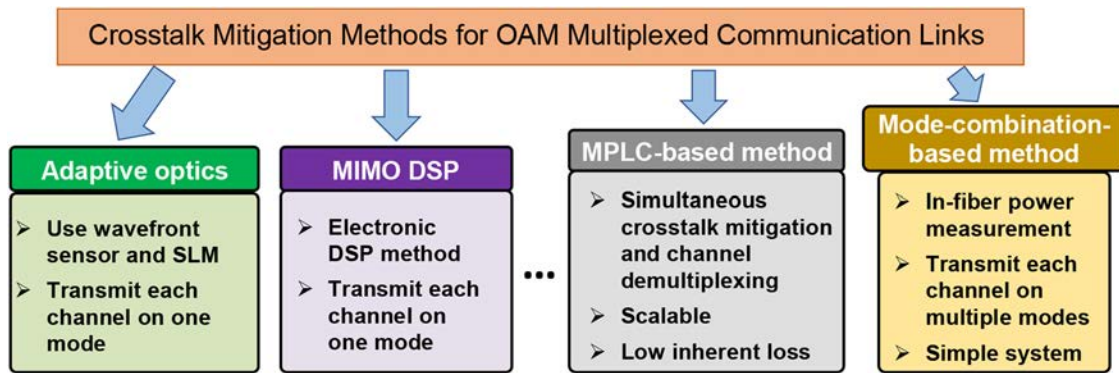 Crosstalk Mitigation Methods for OAM Multiplexed Communication Links
Adaptive optics
➢ Use wavefront
sensor and SLM
➢ Transmit each
channel on one
mode
MIMO DSP
➢ Electronic
DSP method
➢ Transmit each
channel on
one mode
...
MPLC-based method
➢ Simultaneous
crosstalk mitigation
and channel
demultiplexing
➢ Scalable
➢ Low inherent loss
Mode-combination-
based method
➢ In-fiber power
measurement
➢ Transmit each
channel on
multiple modes
➢ Simple system